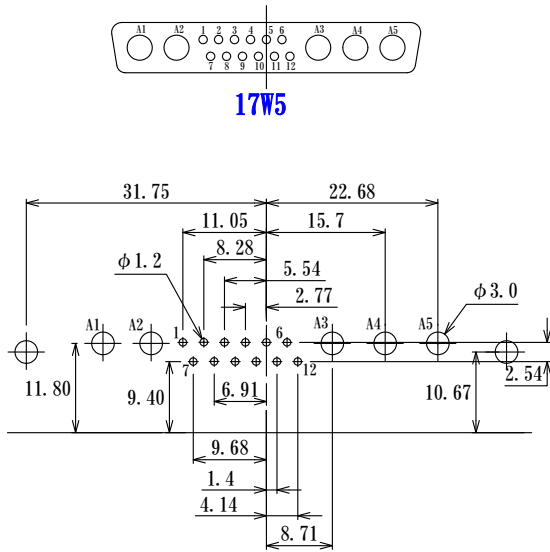 A1 A2 1 2 3 4 5 6 A3 A4 A5
7 8 9 10 11 12
17W5
31.75 22.68
11.05 15.7
8.28
φ1.2 5.54
2.77 φ3.0
A1 A2 1 6 A3 A4 A5
7 12
11.80 9.40 6.91 10.67 2.54
9.68
1.4
4.14
8.71